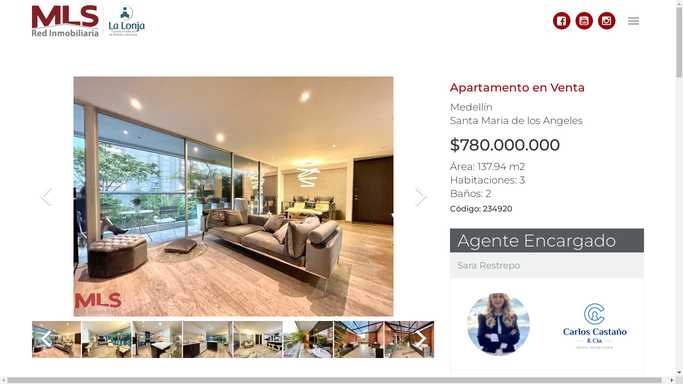 MLS
Red Inmobiliaria
La Lonja
Apartamento en Venta
Medellín
Santa Maria de los Angeles
$780.000.000
Área: 137.94 m2
Habitaciones: 3
Baños: 2
Código: 234920
Agente Encargado
Sara Restrepo
MLS
Carlos Castaño
& Cía.